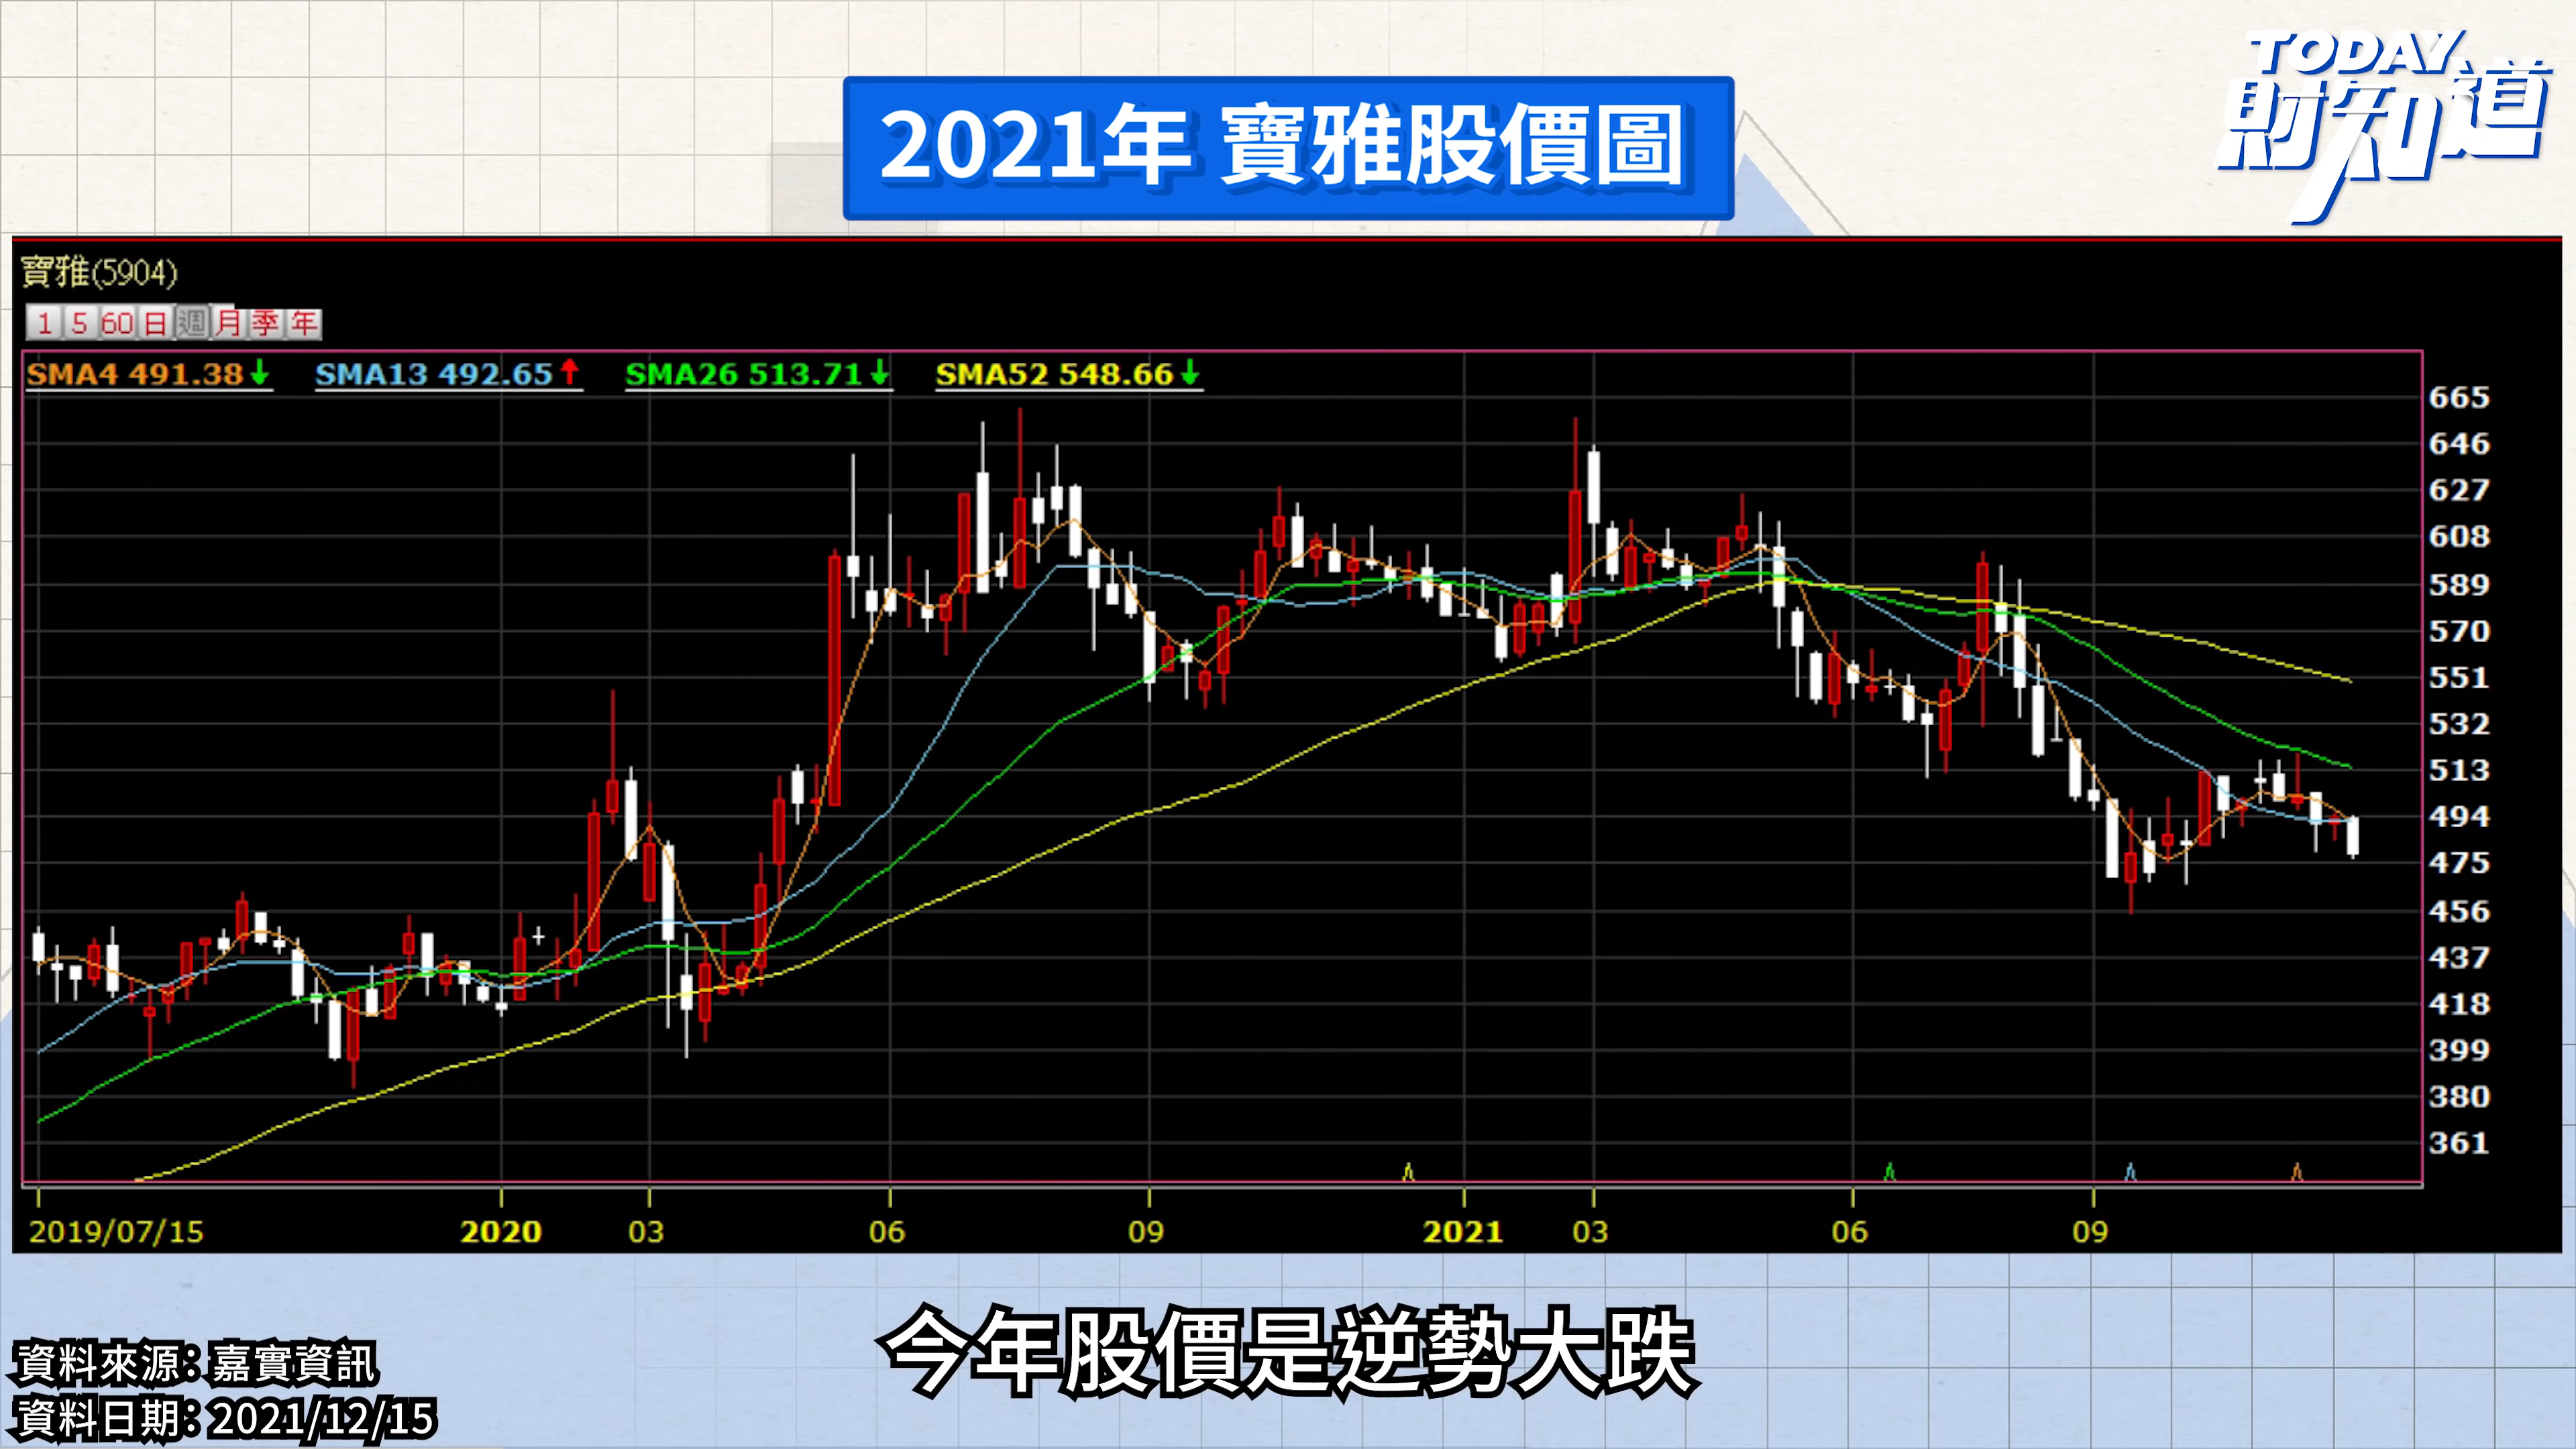 2021年 寶雅股價圖
TODAY
財知道
寶雅(5904)
1 5 60 日 週 月 季 年
SMA4 491.38↓ SMA13 492.65↑ SMA26 513.71↓ SMA52 548.66↓
665
646
627
608
589
570
551
532
513
494
475
456
437
418
399
380
361
2019/07/15 2020 03 06 09 2021 03 06 09
今年股價是逆勢大跌
資料來源：嘉實資訊
資料日期：2021/12/15